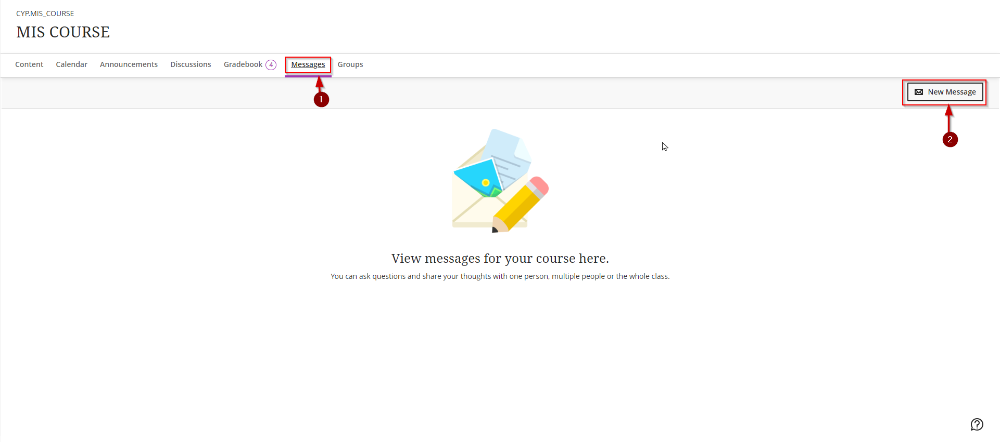 CYP.MIS_COURSE
MIS COURSE
Content Calendar Announcements Discussions Gradebook 4 Messages Groups
New Message
1
2
View messages for your course here.
You can ask questions and share your thoughts with one person, multiple people or the whole class.
?